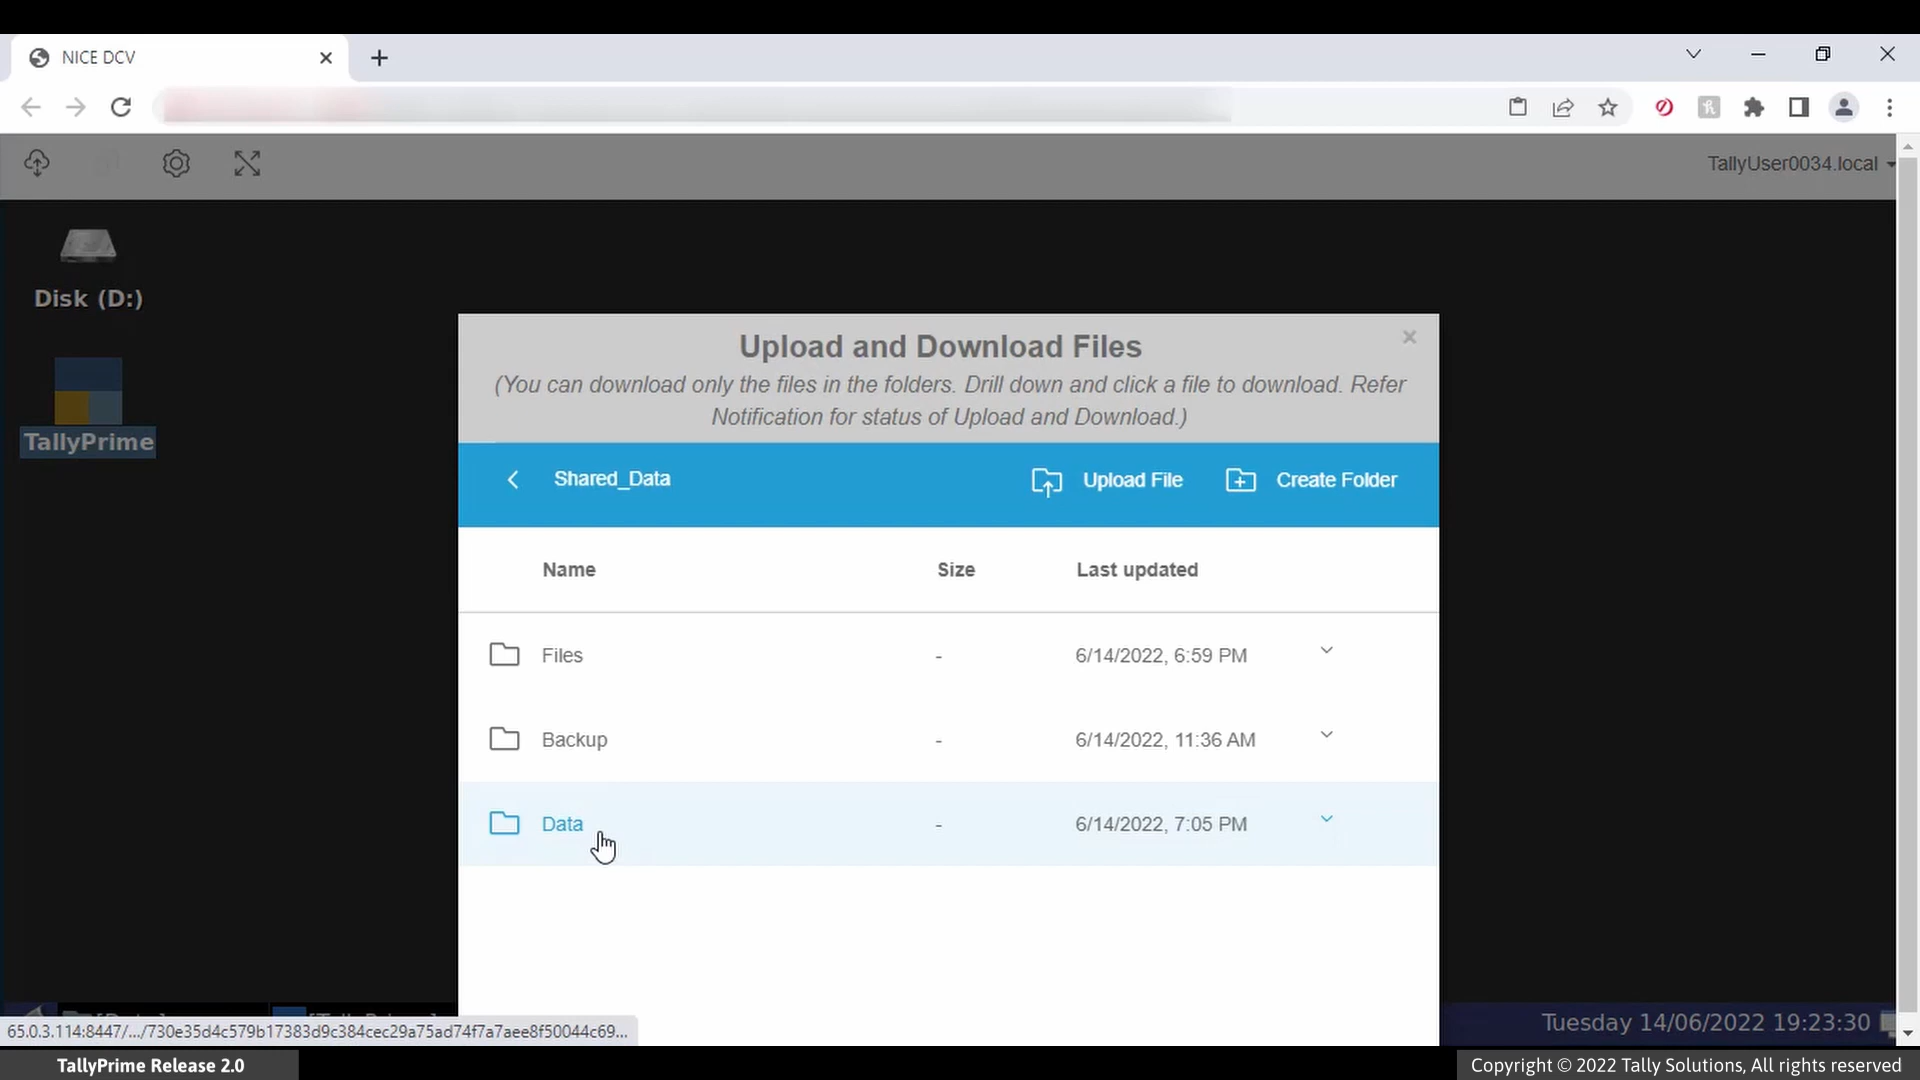 NICE DCV
TallyUser0034.local
Disk (D:)
TallyPrime
Upload and Download Files
(You can download only the files in the folders. Drill down and click a file to download. Refer
Notification for status of Upload and Download.)
Shared_Data
Upload File
Create Folder
Name Size Last updated
Files - 6/14/2022, 6:59 PM
Backup - 6/14/2022, 11:36 AM
Data - 6/14/2022, 7:05 PM
Tuesday 14/06/2022 19:23:30
65.0.3.114:8447/.../730e35d4c579b17383d9c384cec29a75ad74f7a7aee8f50044c69...
TallyPrime Release 2.0
Copyright © 2022 Tally Solutions, All rights reserved